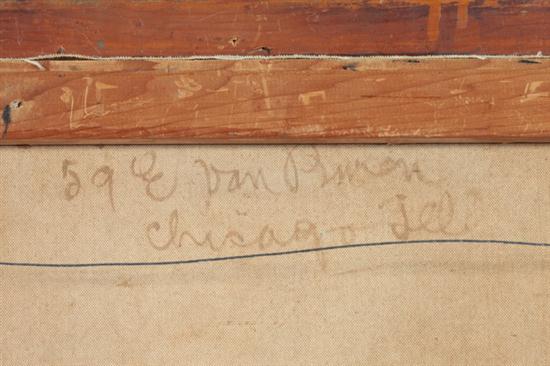 59 E Van Buren
Chicago Ill